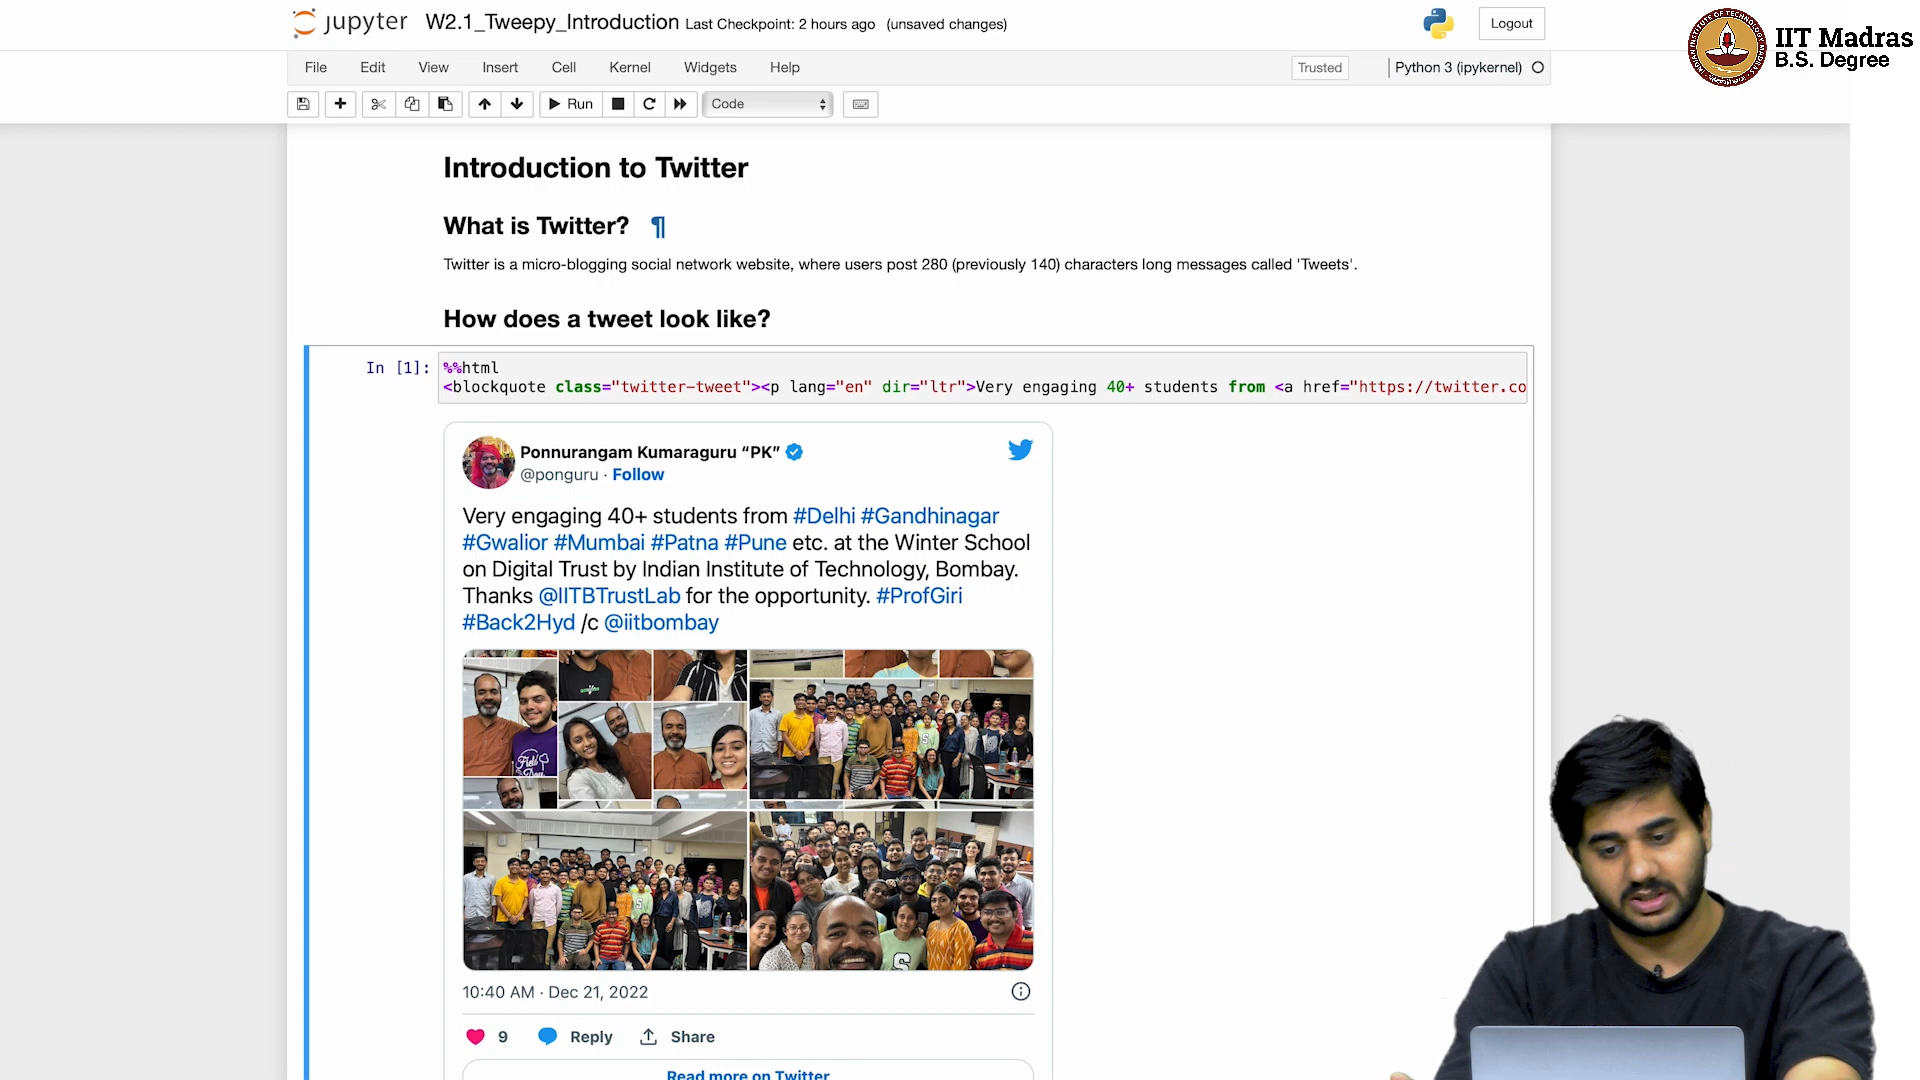 jupyter W2.1_Tweepy_Introduction Last Checkpoint: 2 hours ago (unsaved changes)
Logout
IIT Madras
B.S. Degree
File Edit View Insert Cell Kernel Widgets Help
Trusted
Python 3 (ipykernel)
Run
Code
Introduction to Twitter
What is Twitter? ¶
Twitter is a micro-blogging social network website, where users post 280 (previously 140) characters long messages called 'Tweets'.
How does a tweet look like?
In [1]: %%html
<blockquote class="twitter-tweet"><p lang="en" dir="ltr">Very engaging 40+ students from <a href="https://twitter.co
Ponnurangam Kumaraguru “PK”
@ponguru · Follow
Very engaging 40+ students from #Delhi #Gandhinagar
#Gwalior #Mumbai #Patna #Pune etc. at the Winter School
on Digital Trust by Indian Institute of Technology, Bombay.
Thanks @IITBTrustLab for the opportunity. #ProfGiri
#Back2Hyd /c @iitbombay
10:40 AM · Dec 21, 2022
9 Reply Share
Read more on Twitter